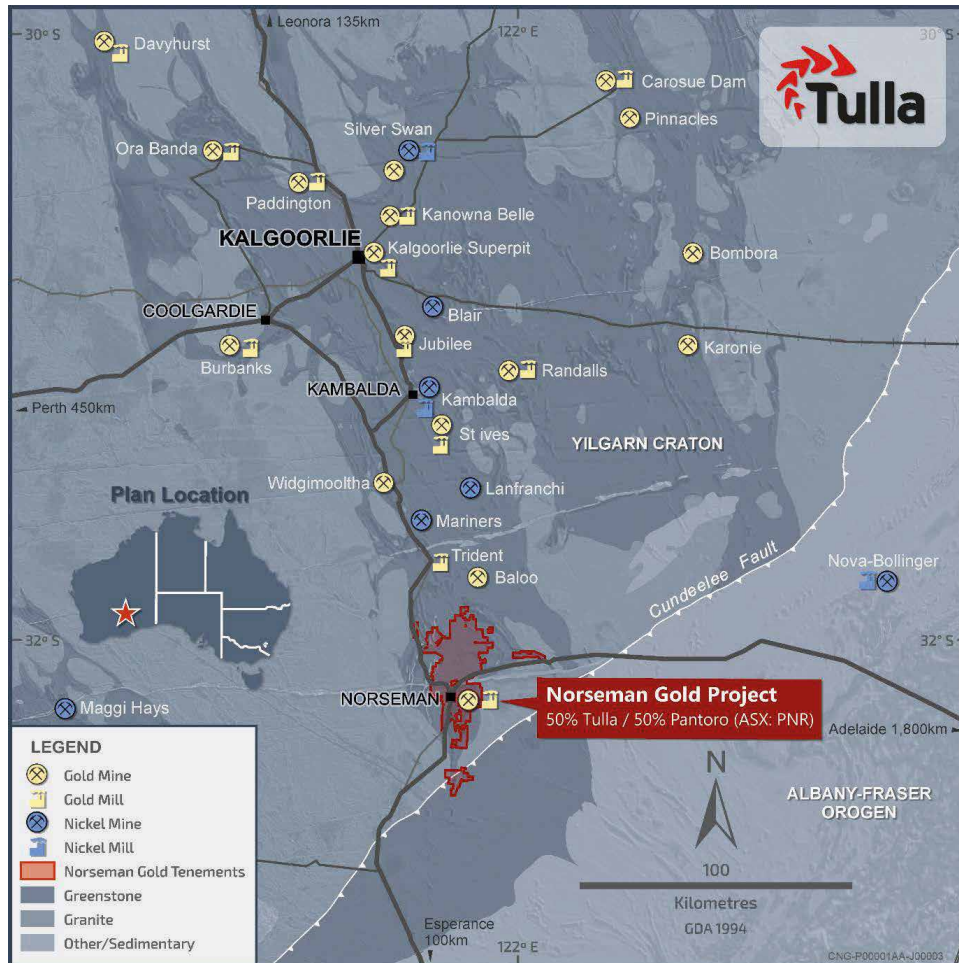 Leonora 135km
30° S
122° E
30° S
Davyhurst
Carosue Dam
Pinnacles
Tulla
Silver Swan
Ora Banda
Paddington
Kanowna Belle
KALGOORLIE
Kalgoorlie Superpit
Bombora
COOLGARDIE
Blair
Jubilee
Karonie
Burbanks
Randalls
KAMBALDA
Kambalda
Perth 450km
St ives
YILGARN CRATON
Widgimooltha
Lanfranchi
Plan Location
Mariners
Trident
Baloo
Cundeelee Fault
Nova-Bollinger
32° S
32° S
NORSEMAN
Norseman Gold Project
50% Tulla / 50% Pantoro (ASX: PNR)
Maggi Hays
Adelaide 1,800km
LEGEND
Gold Mine
Gold Mill
Nickel Mine
Nickel Mill
Norseman Gold Tenements
Greenstone
Granite
Other/Sedimentary
N
ALBANY-FRASER
OROGEN
100
Kilometres
GDA 1994
Esperance
100km
122° E
CNG-P00001AA-J00003